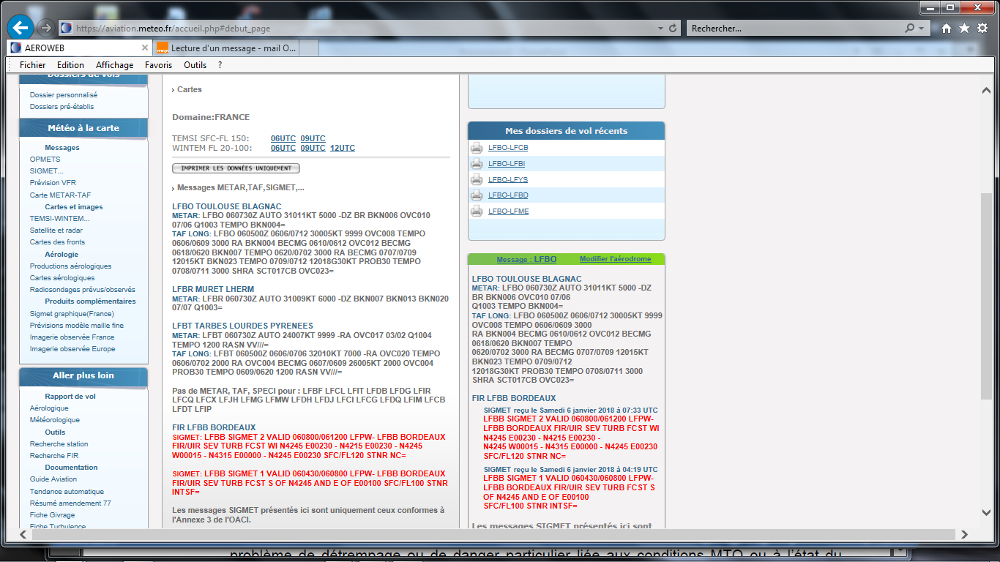 https://aviation.meteo.fr/accueil.php#debut_page
Rechercher...
AEROWEB
Lecture d'un message - mail O...
Fichier Edition Affichage Favoris Outils ?
Dossiers de vols
Dossier personnalisé
Dossiers pré-établis
Météo à la carte
Messages
OPMETS
SIGMET...
Prévision VFR
Carte METAR-TAF
Cartes et images
TEMSI-WINTEM...
Satellite et radar
Cartes des fronts
Aérologie
Productions aérologiques
Cartes aérologiques
Radiosondages prévus/observés
Produits complémentaires
Sigmet graphique(France)
Prévisions modèle maille fine
Imagerie observée France
Imagerie observée Europe
Aller plus loin
Rapport de vol
Aérologique
Météorologique
Outils
Recherche station
Recherche FIR
Documentation
Guide Aviation
Tendance automatique
Résumé amendement 77
Fiche Givrage
Fiche Turbulence
› Cartes
Domaine:FRANCE
TEMSI SFC-FL 150: 06UTC 09UTC
WINTEM FL 20-100: 06UTC 09UTC 12UTC
IMPRIMER LES DONNÉES UNIQUEMENT
› Messages METAR,TAF,SIGMET,...
LFBO TOULOUSE BLAGNAC
METAR: LFBO 060730Z AUTO 31011KT 5000 -DZ BR BKN006 OVC010
07/06 Q1003 TEMPO BKN004=
TAF LONG: LFBO 060500Z 0606/0712 30005KT 9999 OVC008 TEMPO
0606/0609 3000 RA BKN004 BECMG 0610/0612 OVC012 BECMG
0618/0620 BKN007 TEMPO 0620/0702 3000 RA BECMG 0707/0709
12015KT BKN023 TEMPO 0709/0712 12018G30KT PROB30 TEMPO
0708/0711 3000 SHRA SCT017CB OVC023=
LFBR MURET LHERM
METAR: LFBR 060730Z AUTO 31009KT 6000 -DZ BKN007 BKN013 BKN020
07/07 Q1003=
LFBT TARBES LOURDES PYRENEES
METAR: LFBT 060730Z AUTO 24007KT 9999 -RA OVC017 03/02 Q1004
TEMPO 1200 RASN VV///=
TAF LONG: LFBT 060500Z 0606/0706 32010KT 7000 -RA OVC020 TEMPO
0606/0702 2000 RA OVC004 BECMG 0607/0609 26005KT 2000 OVC004
PROB30 TEMPO 0609/0620 1200 RASN VV///=
Pas de METAR, TAF, SPECI pour : LFBF LFCL LFIT LFDB LFDG LFIR
LFCQ LFCX LFJH LFMG LFMW LFDH LFDJ LFCI LFCG LFDQ LFIM LFCB
LFDT LFIP
FIR LFBB BORDEAUX
SIGMET: LFBB SIGMET 2 VALID 060800/061200 LFPW- LFBB BORDEAUX
FIR/UIR SEV TURB FCST WI N4245 E00230 - N4215 E00230 - N4245
W00015 - N4315 E00000 - N4245 E00230 SFC/FL120 STNR NC=
SIGMET: LFBB SIGMET 1 VALID 060430/060800 LFPW- LFBB BORDEAUX
FIR/UIR SEV TURB FCST S OF N4245 AND E OF E00100 SFC/FL100 STNR
INTSF=
Les messages SIGMET présentés ici sont uniquement ceux conformes à
l'Annexe 3 de l'OACI.
Mes dossiers de vol récents
LFBO-LFCB
LFBO-LFBI
LFBO-LFYS
LFBO-LFBD
LFBO-LFME
Message : LFBO Modifier l'aérodrome
LFBO TOULOUSE BLAGNAC
METAR: LFBO 060730Z AUTO 31011KT 5000 -DZ
BR BKN006 OVC010 07/06
Q1003 TEMPO BKN004=
TAF LONG: LFBO 060500Z 0606/0712 30005KT 9999
OVC008 TEMPO 0606/0609 3000
RA BKN004 BECMG 0610/0612 OVC012 BECMG
0618/0620 BKN007 TEMPO
0620/0702 3000 RA BECMG 0707/0709 12015KT
BKN023 TEMPO 0709/0712
12018G30KT PROB30 TEMPO 0708/0711 3000
SHRA SCT017CB OVC023=
FIR LFBB BORDEAUX
SIGMET reçu le Samedi 6 janvier 2018 à 07:33 UTC
LFBB SIGMET 2 VALID 060800/061200 LFPW-
LFBB BORDEAUX FIR/UIR SEV TURB FCST WI
N4245 E00230 - N4215 E00230 -
N4245 W00015 - N4315 E00000 - N4245 E00230
SFC/FL120 STNR NC=
SIGMET reçu le Samedi 6 janvier 2018 à 04:19 UTC
LFBB SIGMET 1 VALID 060430/060800 LFPW-
LFBB BORDEAUX FIR/UIR SEV TURB FCST S
OF N4245 AND E OF E00100
SFC/FL100 STNR INTSF=
Les messages SIGMET présentés ici sont
problème de détrempage ou de danger particulier liée aux conditions MTO ou à l'état du